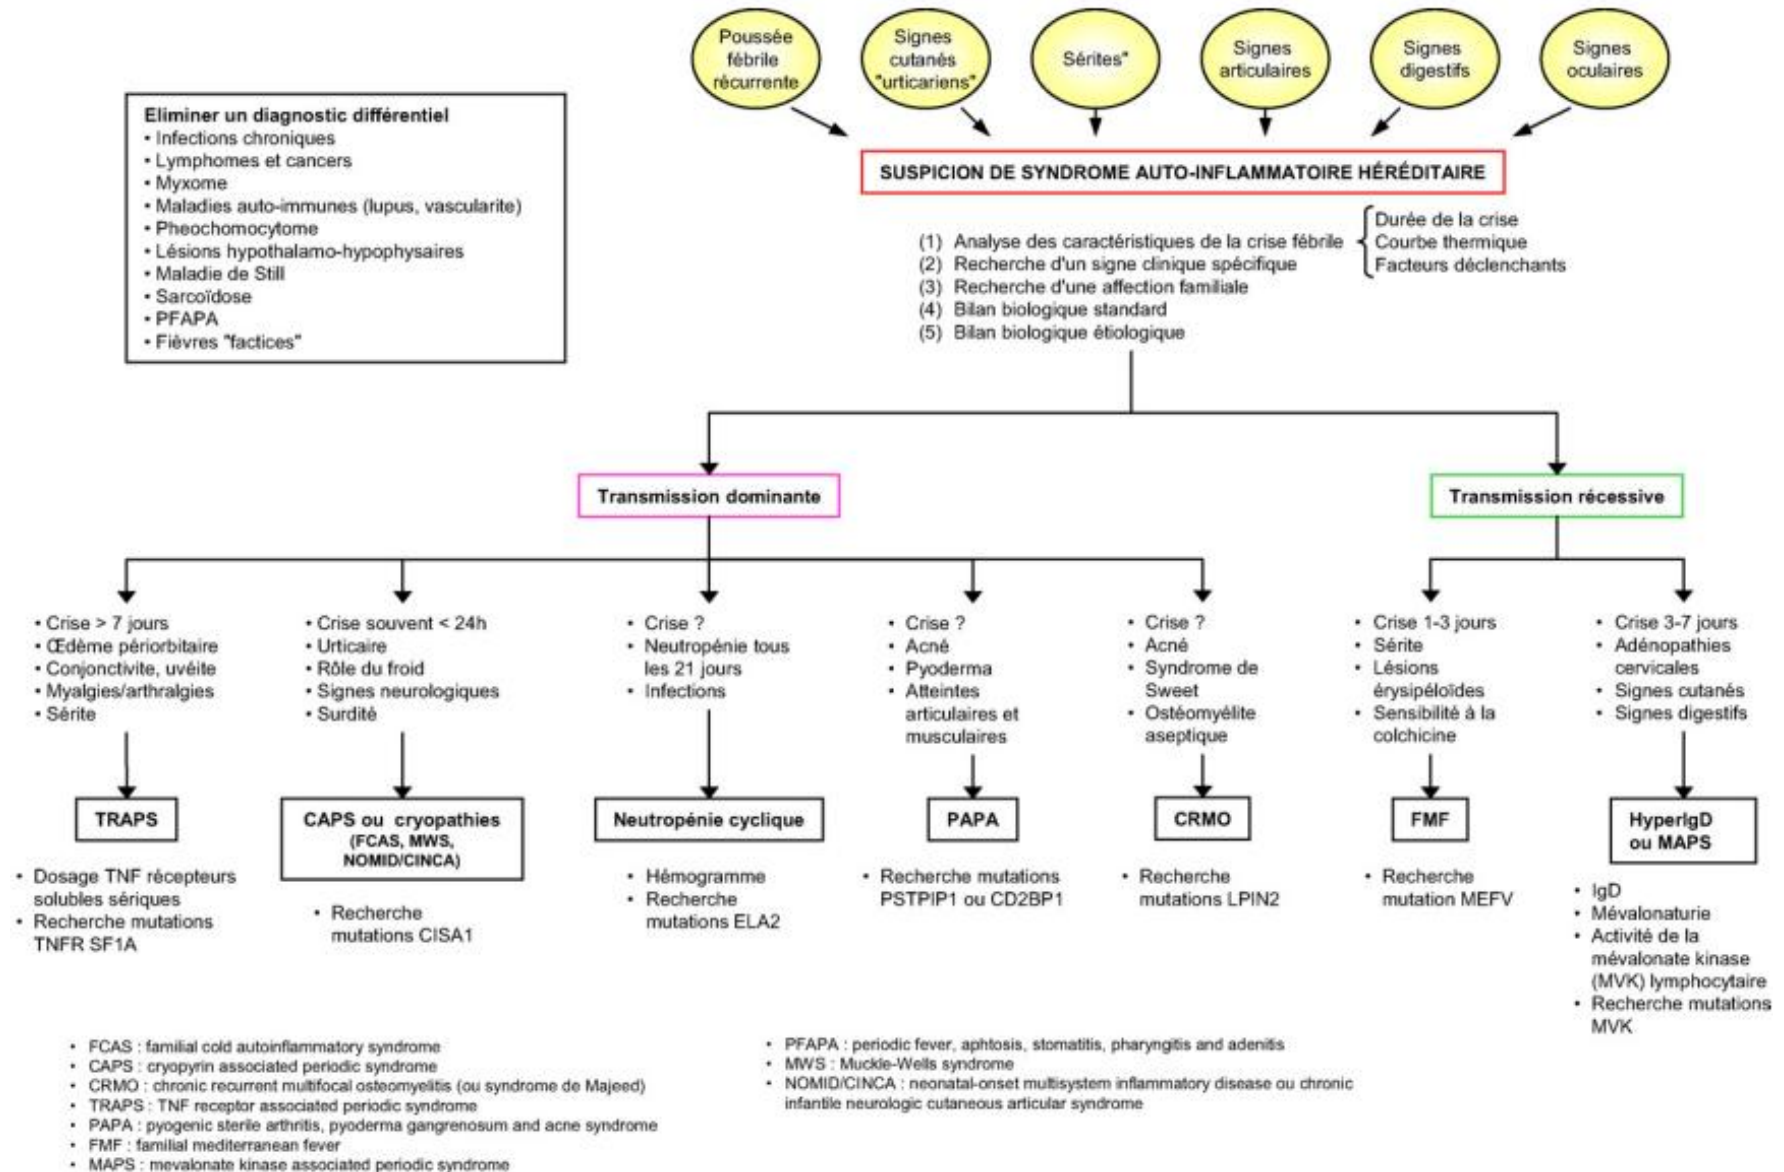 Poussée
fébrile
récurrente
Signes
cutanés
"urticariens"
Sérites"
Signes
articulaires
Signes
digestifs
Signes
oculaires
Eliminer un diagnostic différentiel
• Infections chroniques
• Lymphomes et cancers
• Myxome
• Maladies auto-immunes (lupus, vascularite)
• Pheochomocytome
• Lésions hypothalamo-hypophysaires
• Maladie de Still
• Sarcoïdose
• PFAPA
• Fièvres "factices"
SUSPICION DE SYNDROME AUTO-INFLAMMATOIRE HÉRÉDITAIRE
(1) Analyse des caractéristiques de la crise fébrile
(2) Recherche d'un signe clinique spécifique
(3) Recherche d'une affection familiale
(4) Bilan biologique standard
(5) Bilan biologique étiologique
Durée de la crise
Courbe thermique
Facteurs déclenchants
Transmission dominante
Transmission récessive
• Crise > 7 jours
• Œdème périorbitaire
• Conjonctivite, uvéite
• Myalgies/arthralgies
• Sérite
• Crise souvent < 24h
• Urticaire
• Rôle du froid
• Signes neurologiques
• Surdité
• Crise ?
• Neutropénie tous
les 21 jours
• Infections
• Crise ?
• Acné
• Pyoderma
• Atteintes
articulaires et
musculaires
• Crise ?
• Acné
• Syndrome de
Sweet
• Ostéomyélite
aseptique
• Crise 1-3 jours
• Sérite
• Lésions
érysipéloïdes
• Sensibilité à la
colchicine
• Crise 3-7 jours
• Adénopathies
cervicales
• Signes cutanés
• Signes digestifs
TRAPS
CAPS ou cryopathies
(FCAS, MWS,
NOMID/CINCA)
Neutropénie cyclique
PAPA
CRMO
FMF
HyperIgD
ou MAPS
• Dosage TNF récepteurs
solubles sériques
• Recherche mutations
TNFR SF1A
• Recherche
mutations CISA1
• Hémogramme
• Recherche
mutations ELA2
• Recherche mutations
PSTPIP1 ou CD2BP1
• Recherche
mutations LPIN2
• Recherche
mutation MEFV
• IgD
• Mévalonaturie
• Activité de la
mévalonate kinase
(MVK) lymphocytaire
• Recherche mutations
MVK
• FCAS : familial cold autoinflammatory syndrome
• CAPS : cryopyrin associated periodic syndrome
• CRMO : chronic recurrent multifocal osteomyelitis (ou syndrome de Majeed)
• TRAPS : TNF receptor associated periodic syndrome
• PAPA : pyogenic sterile arthritis, pyoderma gangrenosum and acne syndrome
• FMF : familial mediterranean fever
• MAPS : mevalonate kinase associated periodic syndrome
• PFAPA : periodic fever, aphtosis, stomatitis, pharyngitis and adenitis
• MWS : Muckle-Wells syndrome
• NOMID/CINCA : neonatal-onset multisystem inflammatory disease ou chronic
infantile neurologic cutaneous articular syndrome